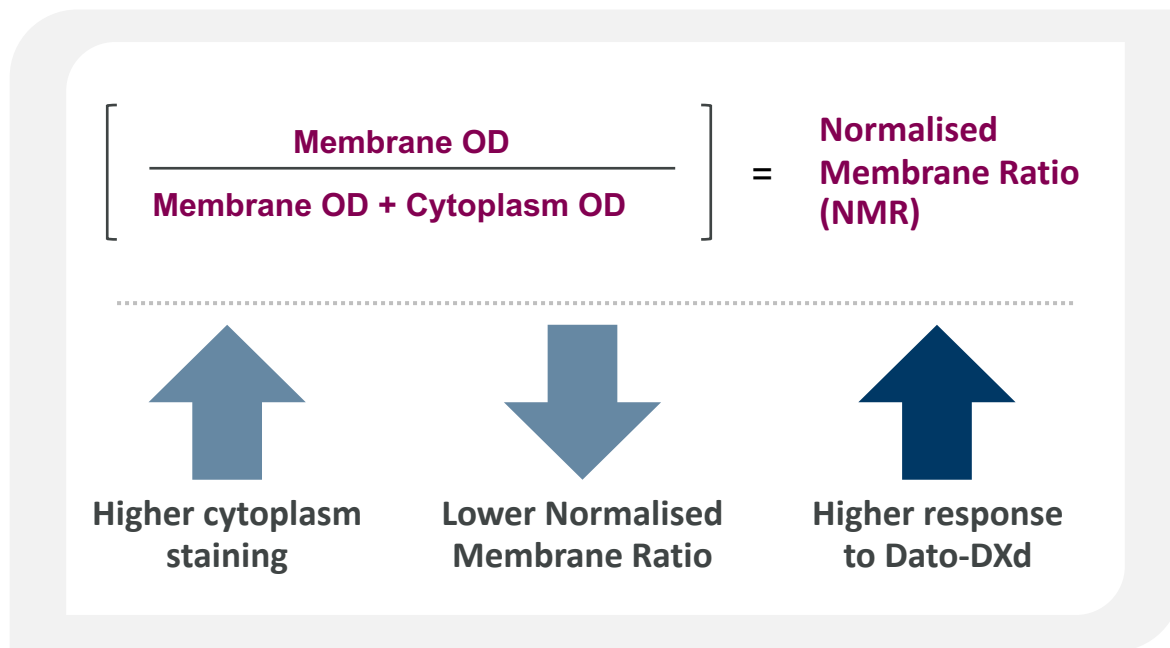 Membrane OD
Membrane OD + Cytoplasm OD
=
Normalised
Membrane Ratio
(NMR)
Higher cytoplasm
staining
Lower Normalised
Membrane Ratio
Higher response
to Dato-DXd